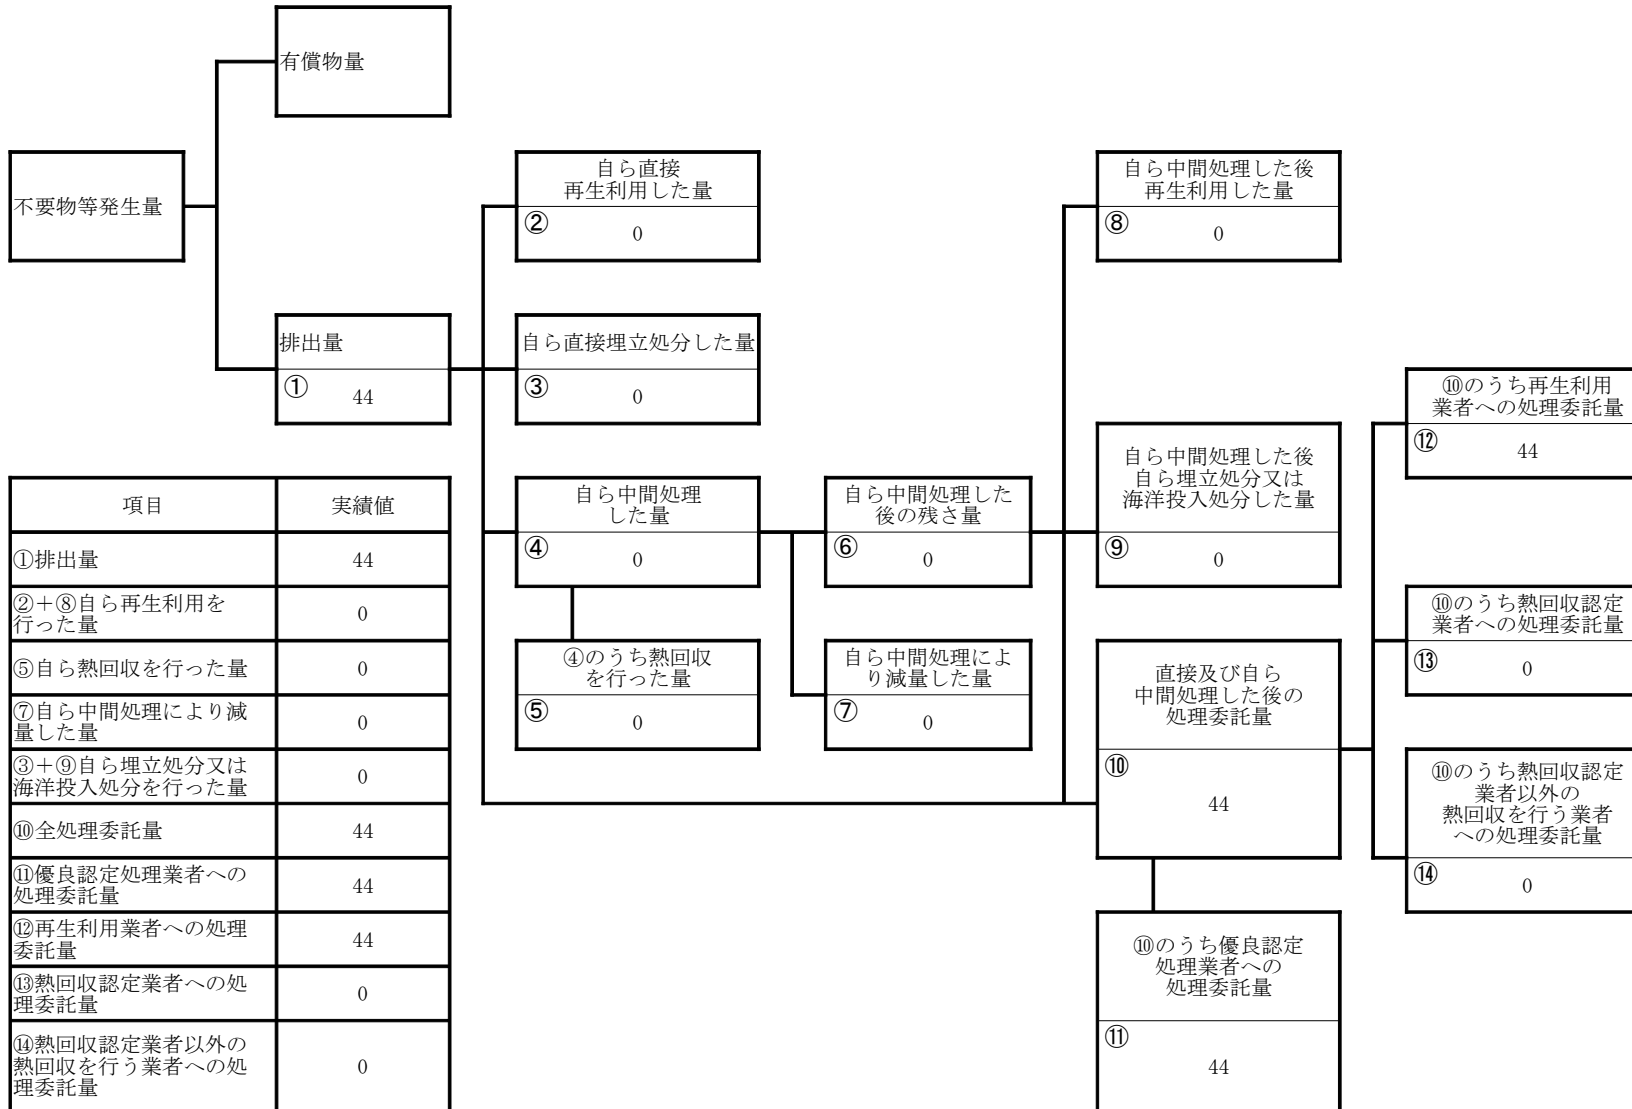 有償物量
不要物等発生量
自ら直接
再生利用した量
②
0
自ら中間処理した後
再生利用した量
⑧
0
排出量
①
44
自ら直接埋立処分した量
③
0
⑩のうち再生利用
業者への処理委託量
⑫
44
自ら中間処理
した量
④
0
自ら中間処理した
後の残さ量
⑥
0
自ら中間処理した後
自ら埋立処分又は
海洋投入処分した量
⑨
0
⑩のうち熱回収認定
業者への処理委託量
⑬
0
④のうち熱回収
を行った量
⑤
0
自ら中間処理によ
り減量した量
⑦
0
直接及び自ら
中間処理した後の
処理委託量
⑩
44
⑩のうち熱回収認定
業者以外の
熱回収を行う業者
への処理委託量
⑭
0
⑩のうち優良認定
処理業者への
処理委託量
⑪
44
項目 実績値
①排出量 44
②+⑧自ら再生利用を
行った量 0
⑤自ら熱回収を行った量 0
⑦自ら中間処理により減
量した量 0
③+⑨自ら埋立処分又は
海洋投入処分を行った量 0
⑩全処理委託量 44
⑪優良認定処理業者への
処理委託量 44
⑫再生利用業者への処理
委託量 44
⑬熱回収認定業者への処
理委託量 0
⑭熱回収認定業者以外の
熱回収を行う業者への処
理委託量 0